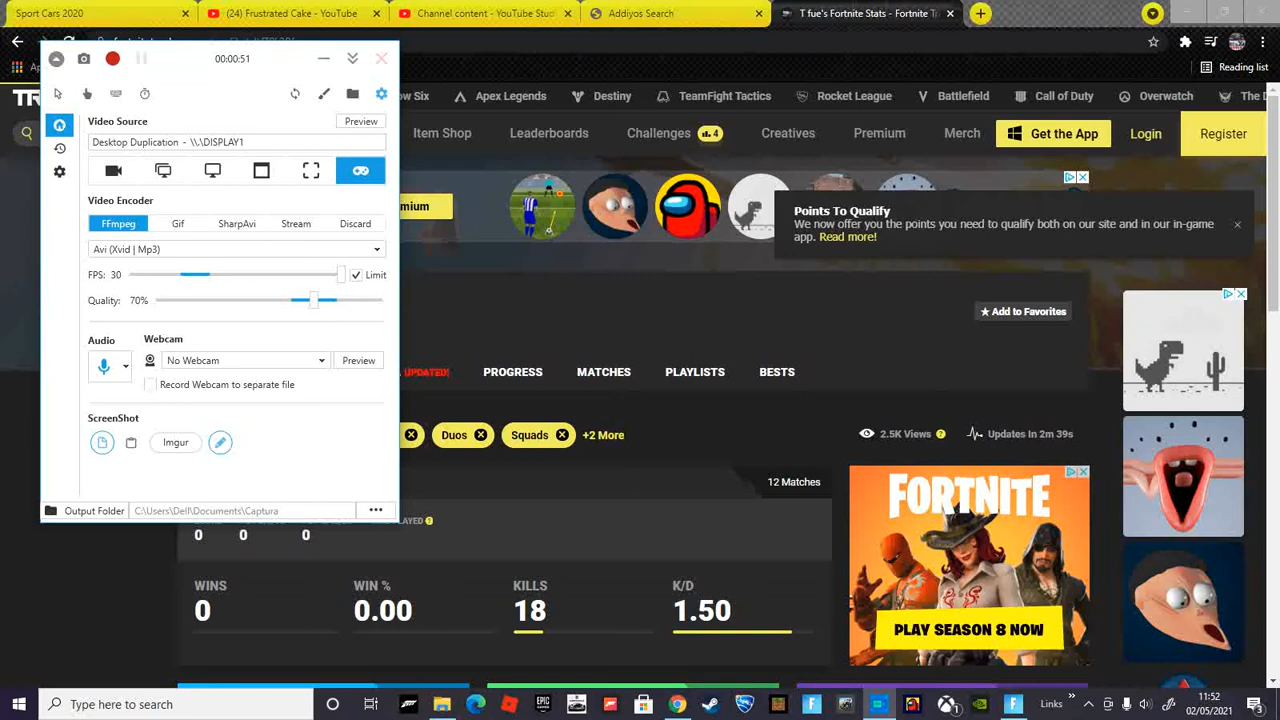 Sport Cars 2020
(24) Frustrated Cake - YouTube
Channel content - YouTube Stud
Addiyos Search
T fue's Fortnite Stats - Fortnite Tr
Reading list
00:00:51
ow Six
Apex Legends
Destiny
TeamFightTactics
Rocket League
Battlefield
Call of Duty
Overwatch
The
Item Shop
Leaderboards
Challenges
4
Creatives
Premium
Merch
Get the App
Login
Register
Video Source
Preview
Desktop Duplication - \\.\DISPLAY1
Video Encoder
FFmpeg
Gif
SharpAvi
Stream
Discard
Avi (Xvid | Mp3)
FPS: 30
Limit
Quality: 70%
Audio
Webcam
No Webcam
Preview
Record Webcam to separate file
ScreenShot
Imgur
Output Folder
C:\Users\Dell\Documents\Captura
mium
Points To Qualify
We now offer you the points you need to qualify both on our site and in our in-game
app. Read more!
Add to Favorites
UPDATED!
PROGRESS
MATCHES
PLAYLISTS
BESTS
Duos
Squads
+2 More
2.5K Views
Updates In 2m 39s
12 Matches
0
0
0
WINS
WIN %
KILLS
K/D
0
0.00
18
1.50
FORTNITE
PLAY SEASON 8 NOW
Type here to search
Links
11:52
02/05/2021